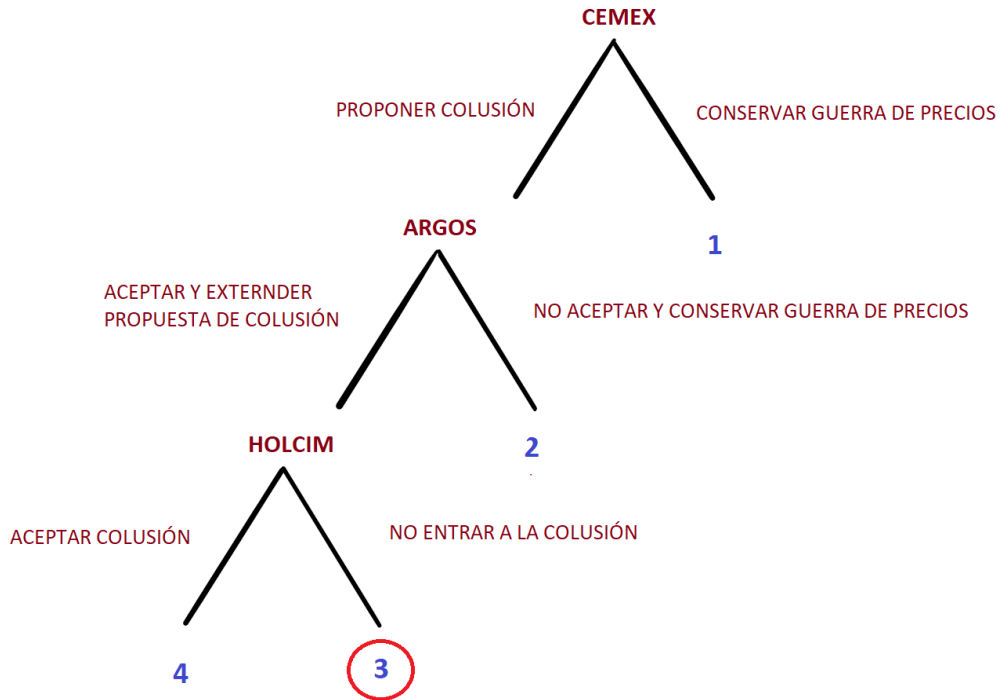 CEMEX
PROPONER COLUSIÓN
CONSERVAR GUERRA DE PRECIOS
ARGOS
1
ACEPTAR Y EXTERNDER
PROPUESTA DE COLUSIÓN
NO ACEPTAR Y CONSERVAR GUERRA DE PRECIOS
HOLCIM
2
ACEPTAR COLUSIÓN
NO ENTRAR A LA COLUSIÓN
4
3